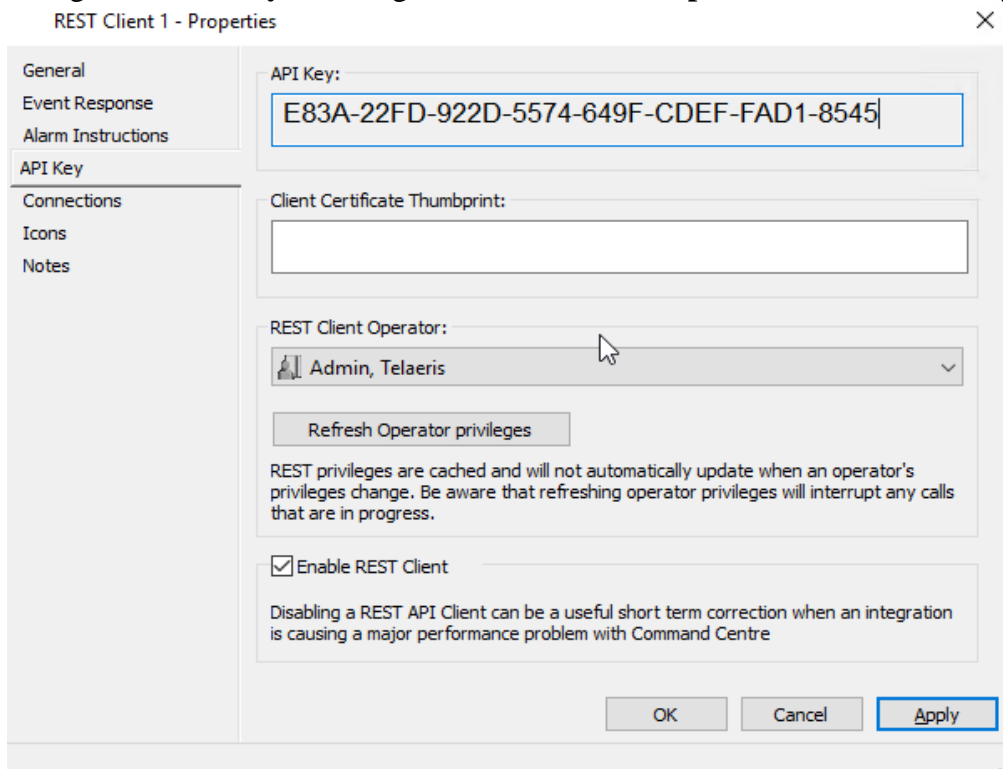 REST Client 1 - Properties
General
Event Response
Alarm Instructions
API Key
Connections
Icons
Notes
API Key:
E83A-22FD-922D-5574-649F-CDEF-FAD1-8545
Client Certificate Thumbprint:
REST Client Operator:
Admin, Telaeris
Refresh Operator privileges
REST privileges are cached and will not automatically update when an operator's
privileges change. Be aware that refreshing operator privileges will interrupt any calls
that are in progress.
Enable REST Client
Disabling a REST API Client can be a useful short term correction when an integration
is causing a major performance problem with Command Centre
OK Cancel Apply